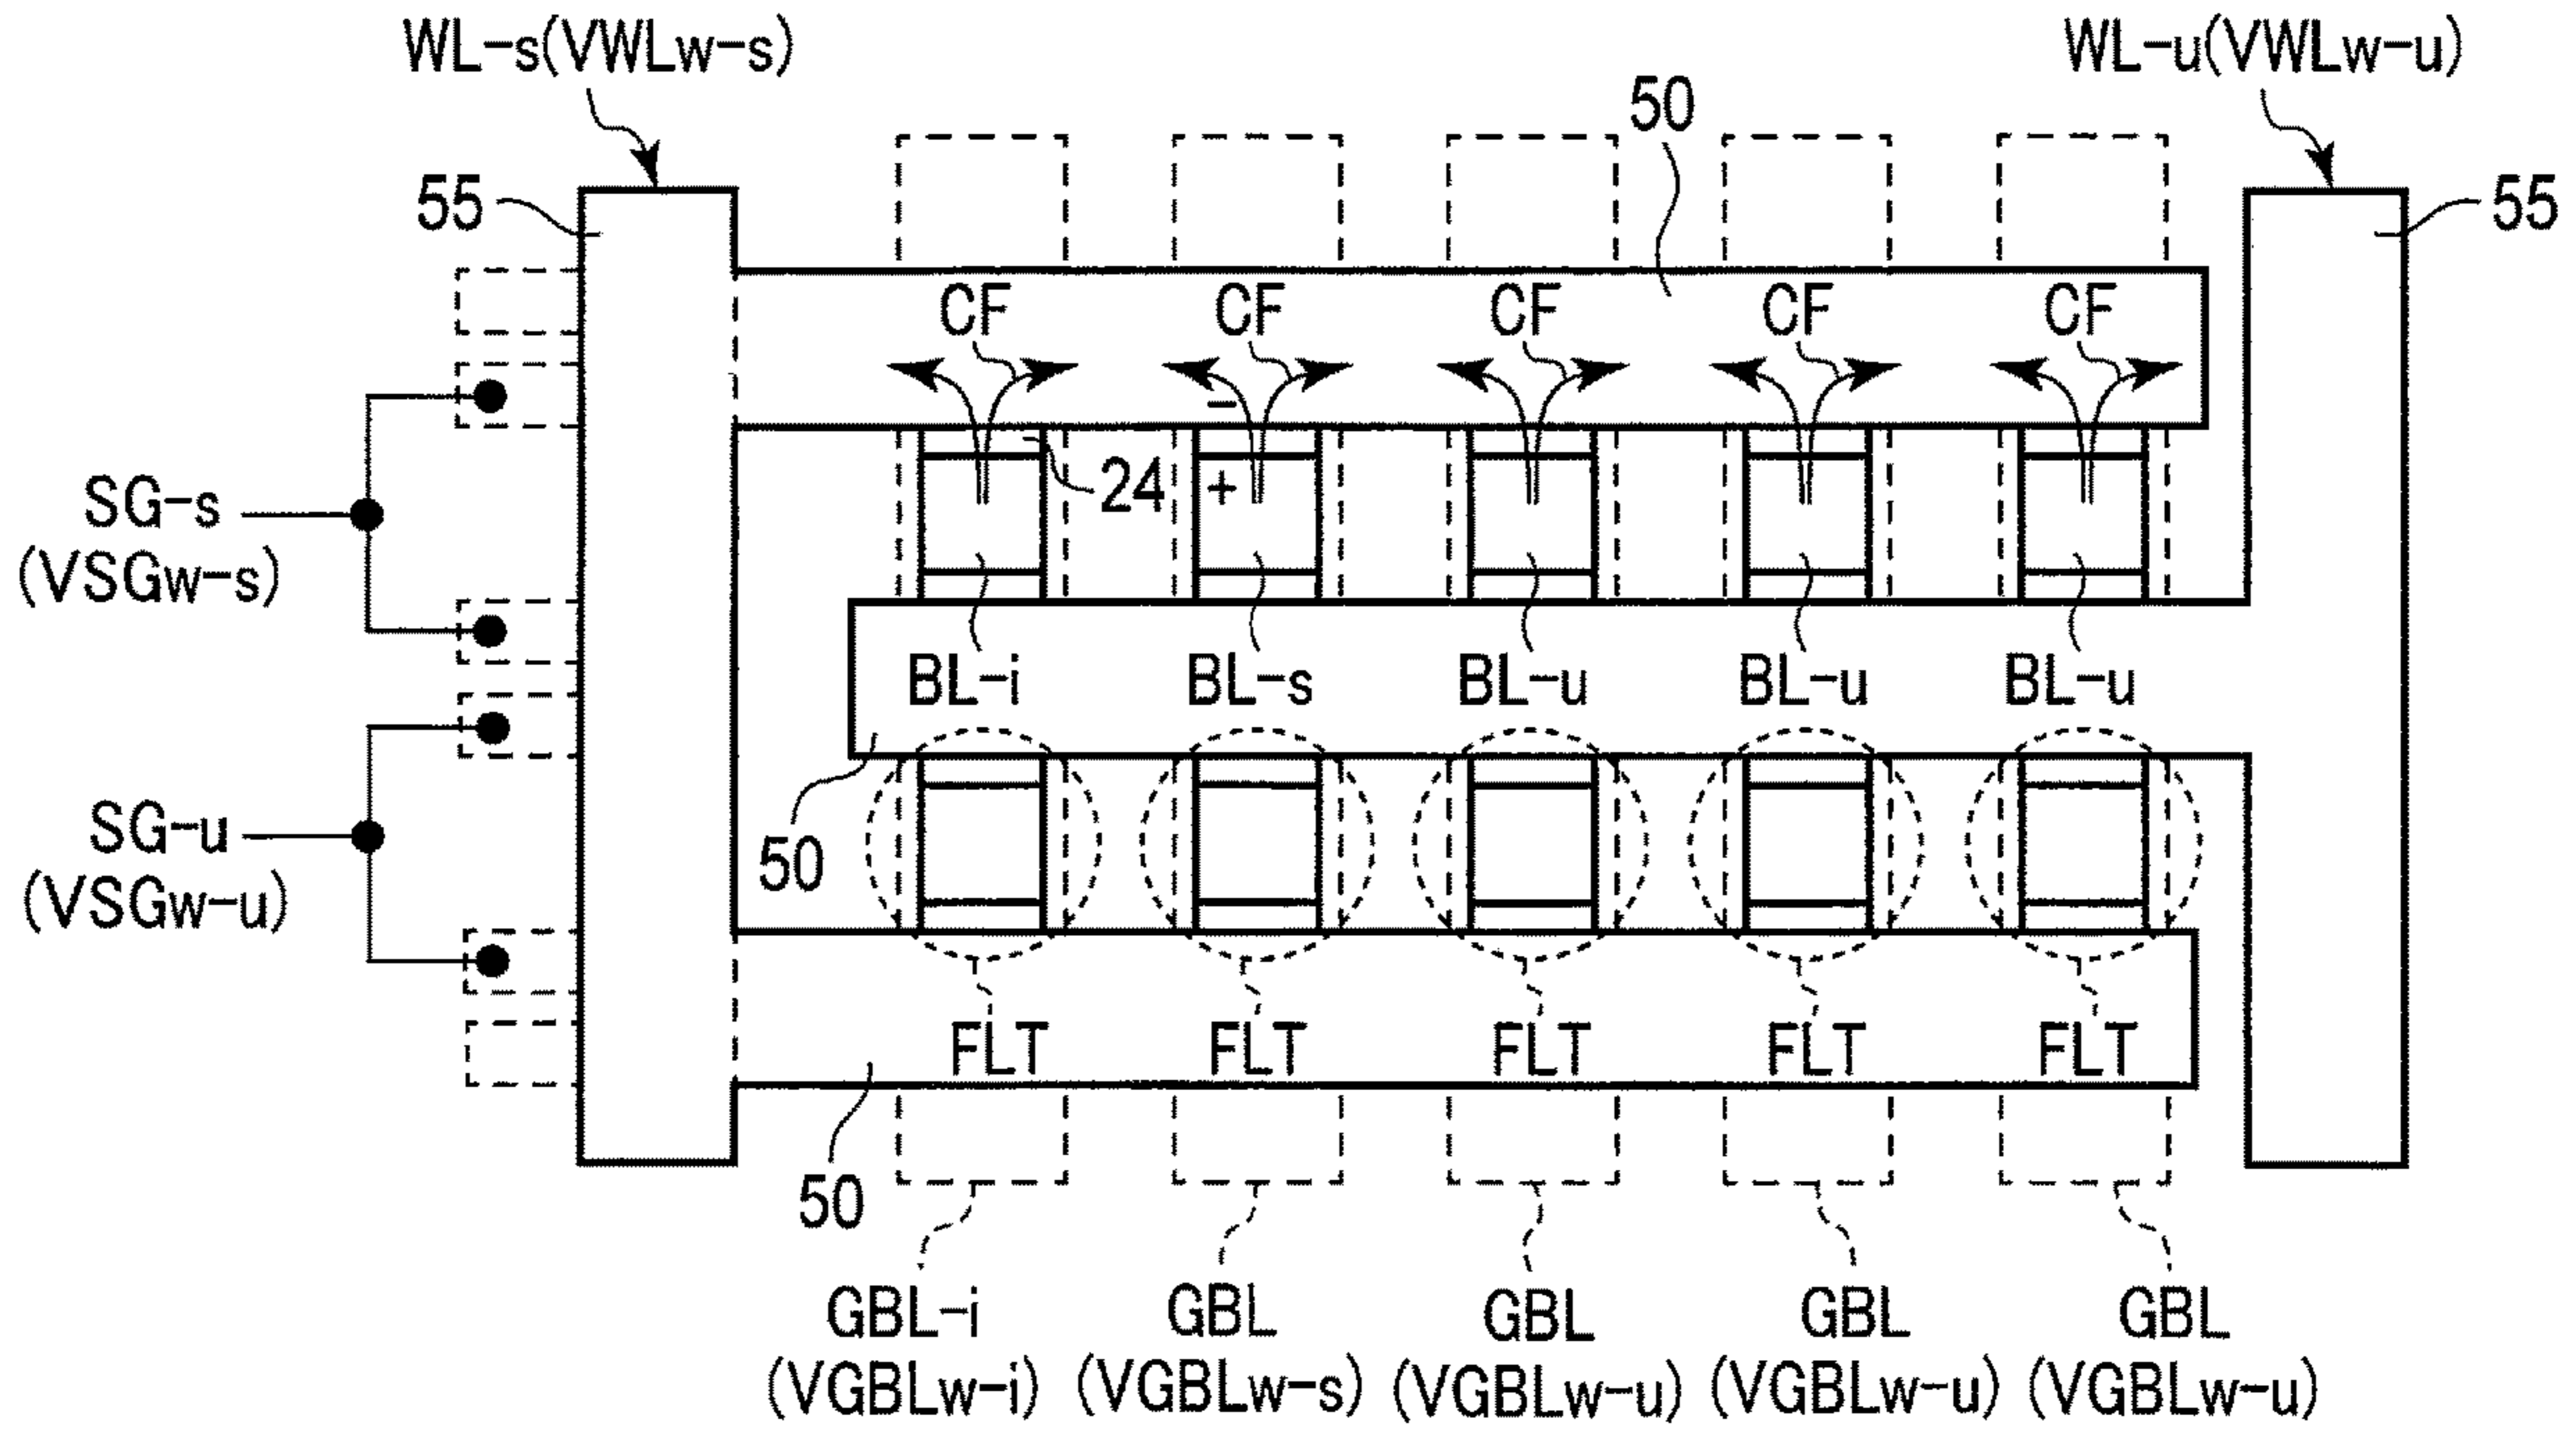 WL-s(VWLw-s)
WL-u(VWLw-u)
50
55
55
CF CF CF CF CF
-
+
24
SG-s
(VSGw-s)
BL-i BL-s BL-u BL-u BL-u
SG-u
(VSGw-u)
50
FLT FLT FLT FLT FLT
50
GBL-i GBL GBL GBL GBL
(VGBLw-i) (VGBLw-s) (VGBLw-u) (VGBLw-u) (VGBLw-u)